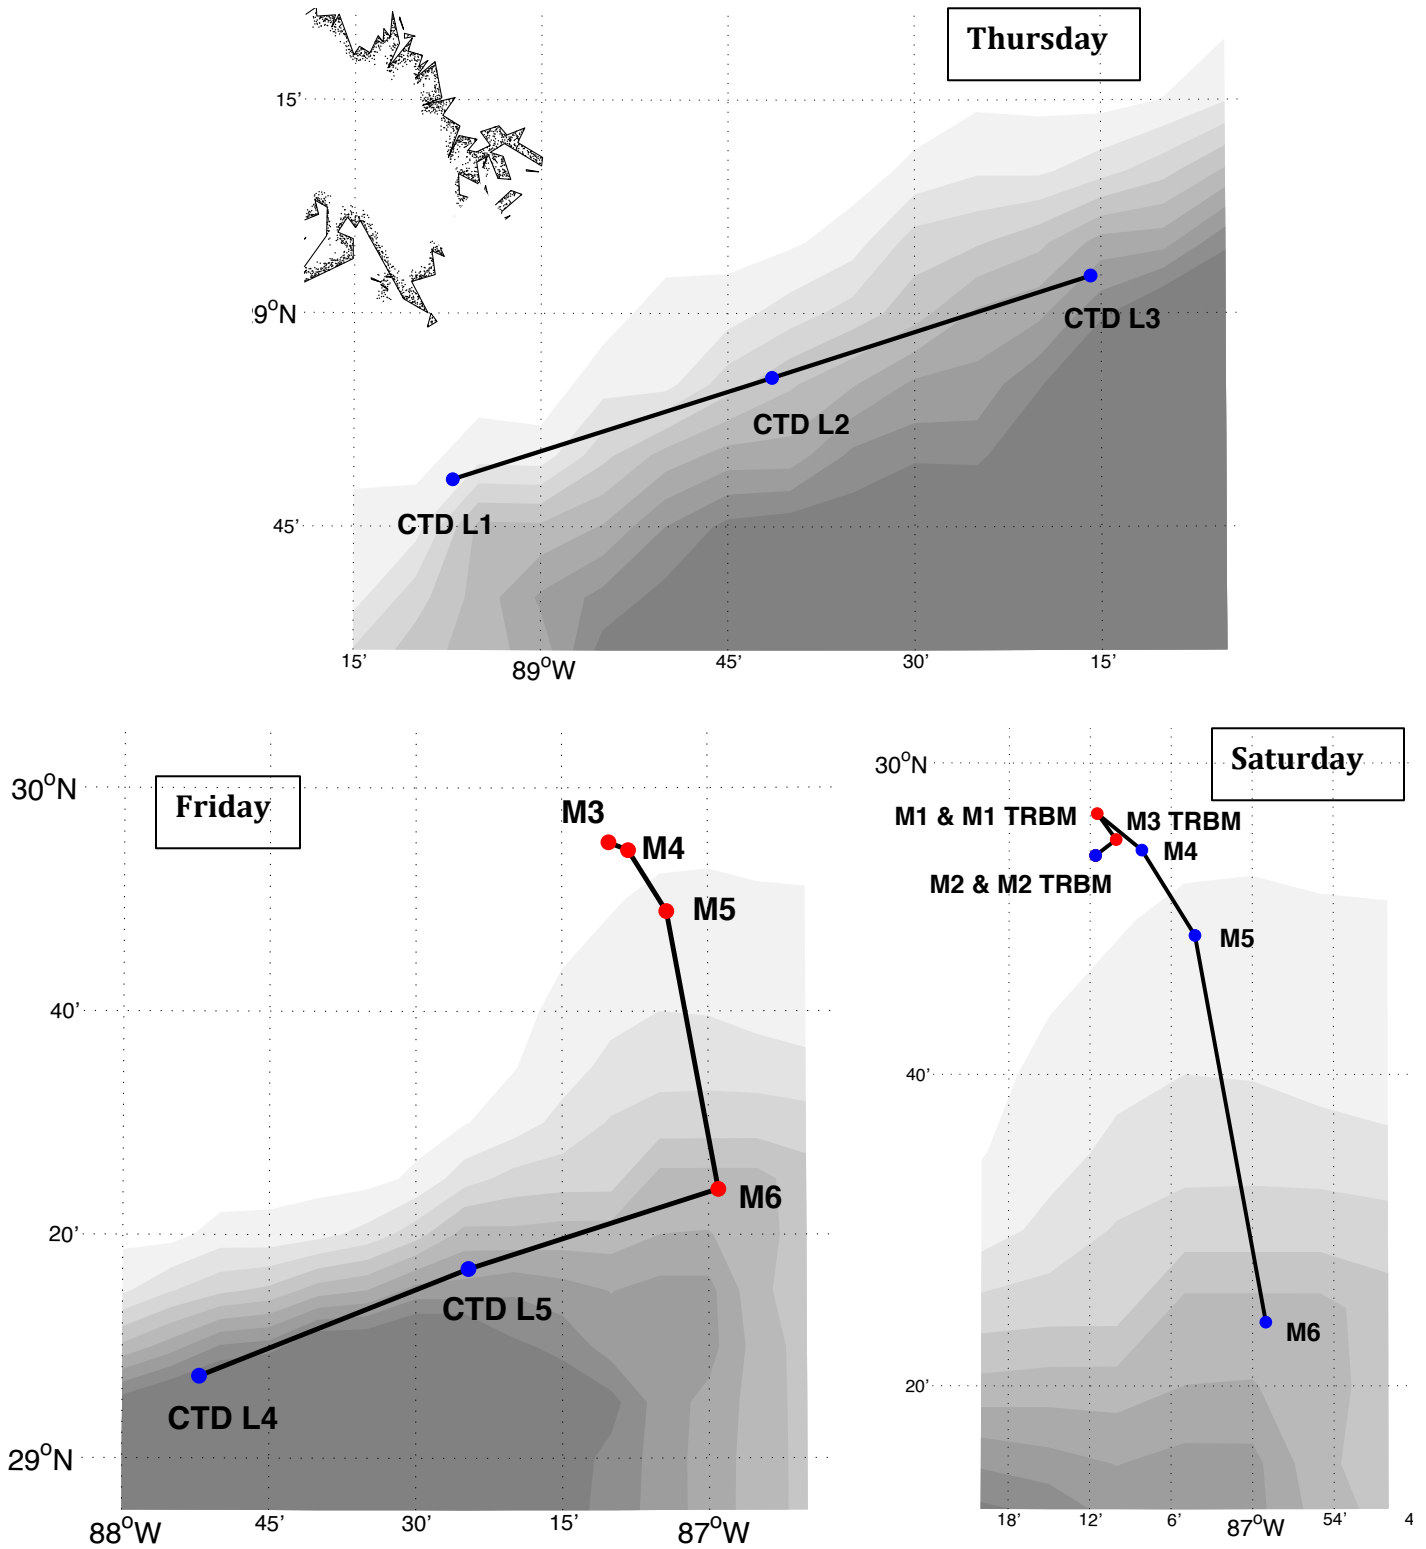 Thursday
15'
9°N
CTD L3
CTD L2
45'
CTD L1
15'
89°W
45'
30'
15'
Saturday
30°N
M1 & M1 TRBM
M3 TRBM
M4
M2 & M2 TRBM
M5
40'
M6
20'
18'
12'
6'
87°W
54'
4
30°N
Friday
M3
M4
M5
40'
M6
20'
CTD L5
CTD L4
29°N
88°W
45'
30'
15'
87°W